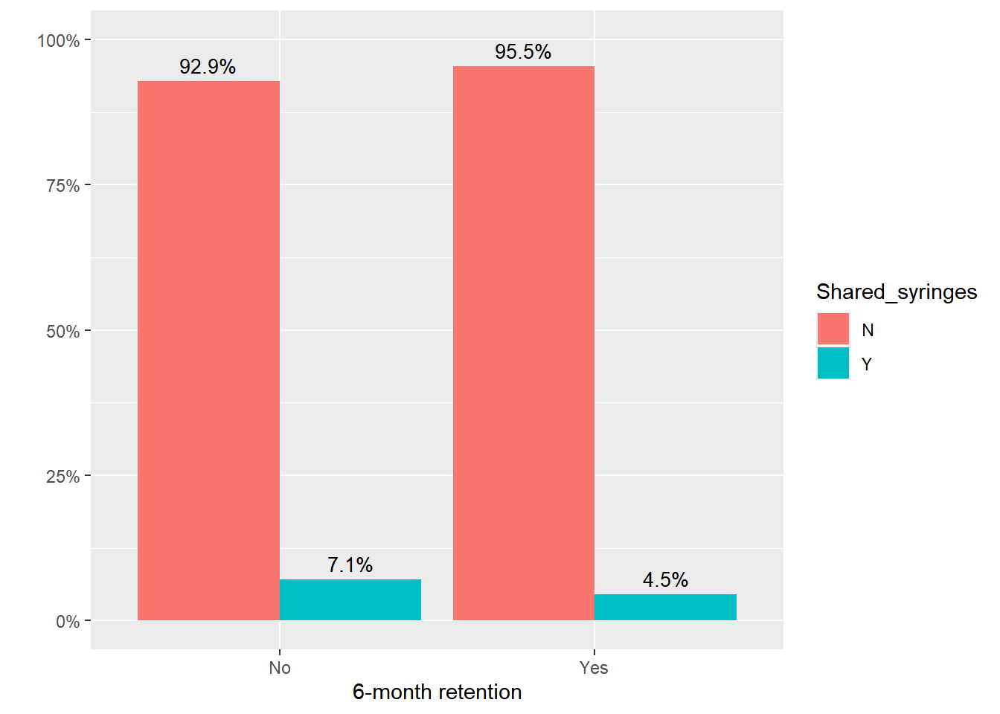 100%
75%
50%
25%
0%
92.9%
7.1%
95.5%
4.5%
No
Yes
6-month retention
Shared_syringes
N
Y